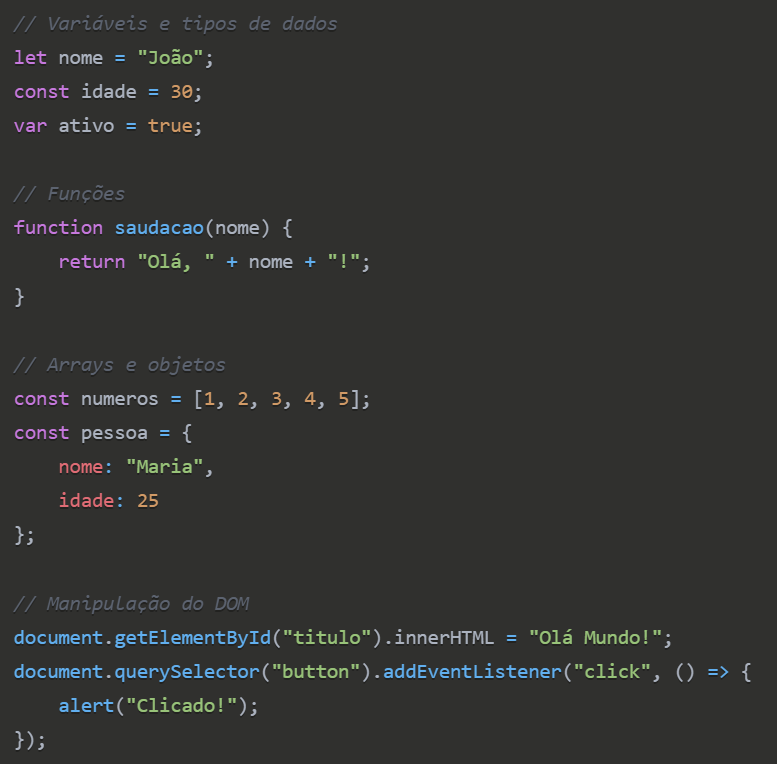 // Variáveis e tipos de dados
let nome = "João";
const idade = 30;
var ativo = true;

// Funções
function saudacao(nome) {
    return "Olá, " + nome + "!";
}

// Arrays e objetos
const numeros = [1, 2, 3, 4, 5];
const pessoa = {
    nome: "Maria",
    idade: 25
};

// Manipulação do DOM
document.getElementById("titulo").innerHTML = "Olá Mundo!";
document.querySelector("button").addEventListener("click", () => {
    alert("Clicado!");
});